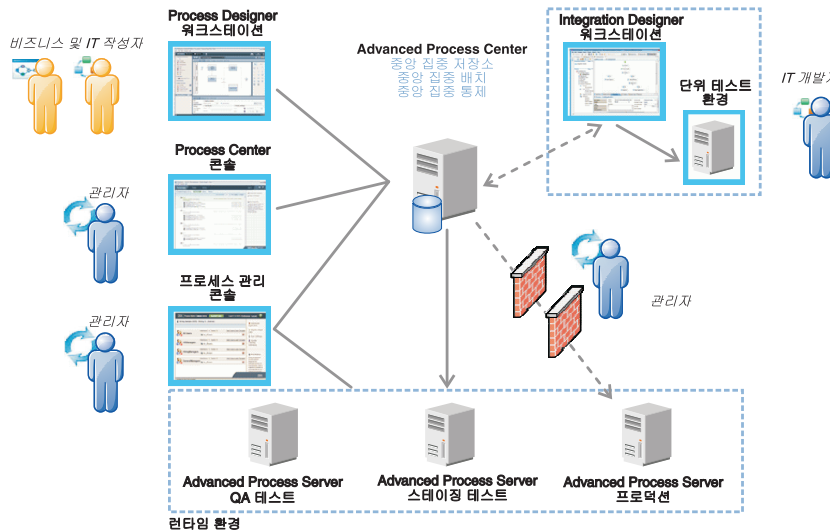 비즈니스 및 IT 작성자
Process Designer
워크스테이션
Advanced Process Center
중앙 집중 저장소
중앙 집중 배치
중앙 집중 통제
Integration Designer
워크스테이션
단위 테스트
환경
IT 개발
관리자
Process Center
콘솔
관리자
프로세스 관리
콘솔
관리자
Advanced Process Server
QA 테스트
Advanced Process Server
스테이징 테스트
Advanced Process Server
프로덕션
런타임 환경